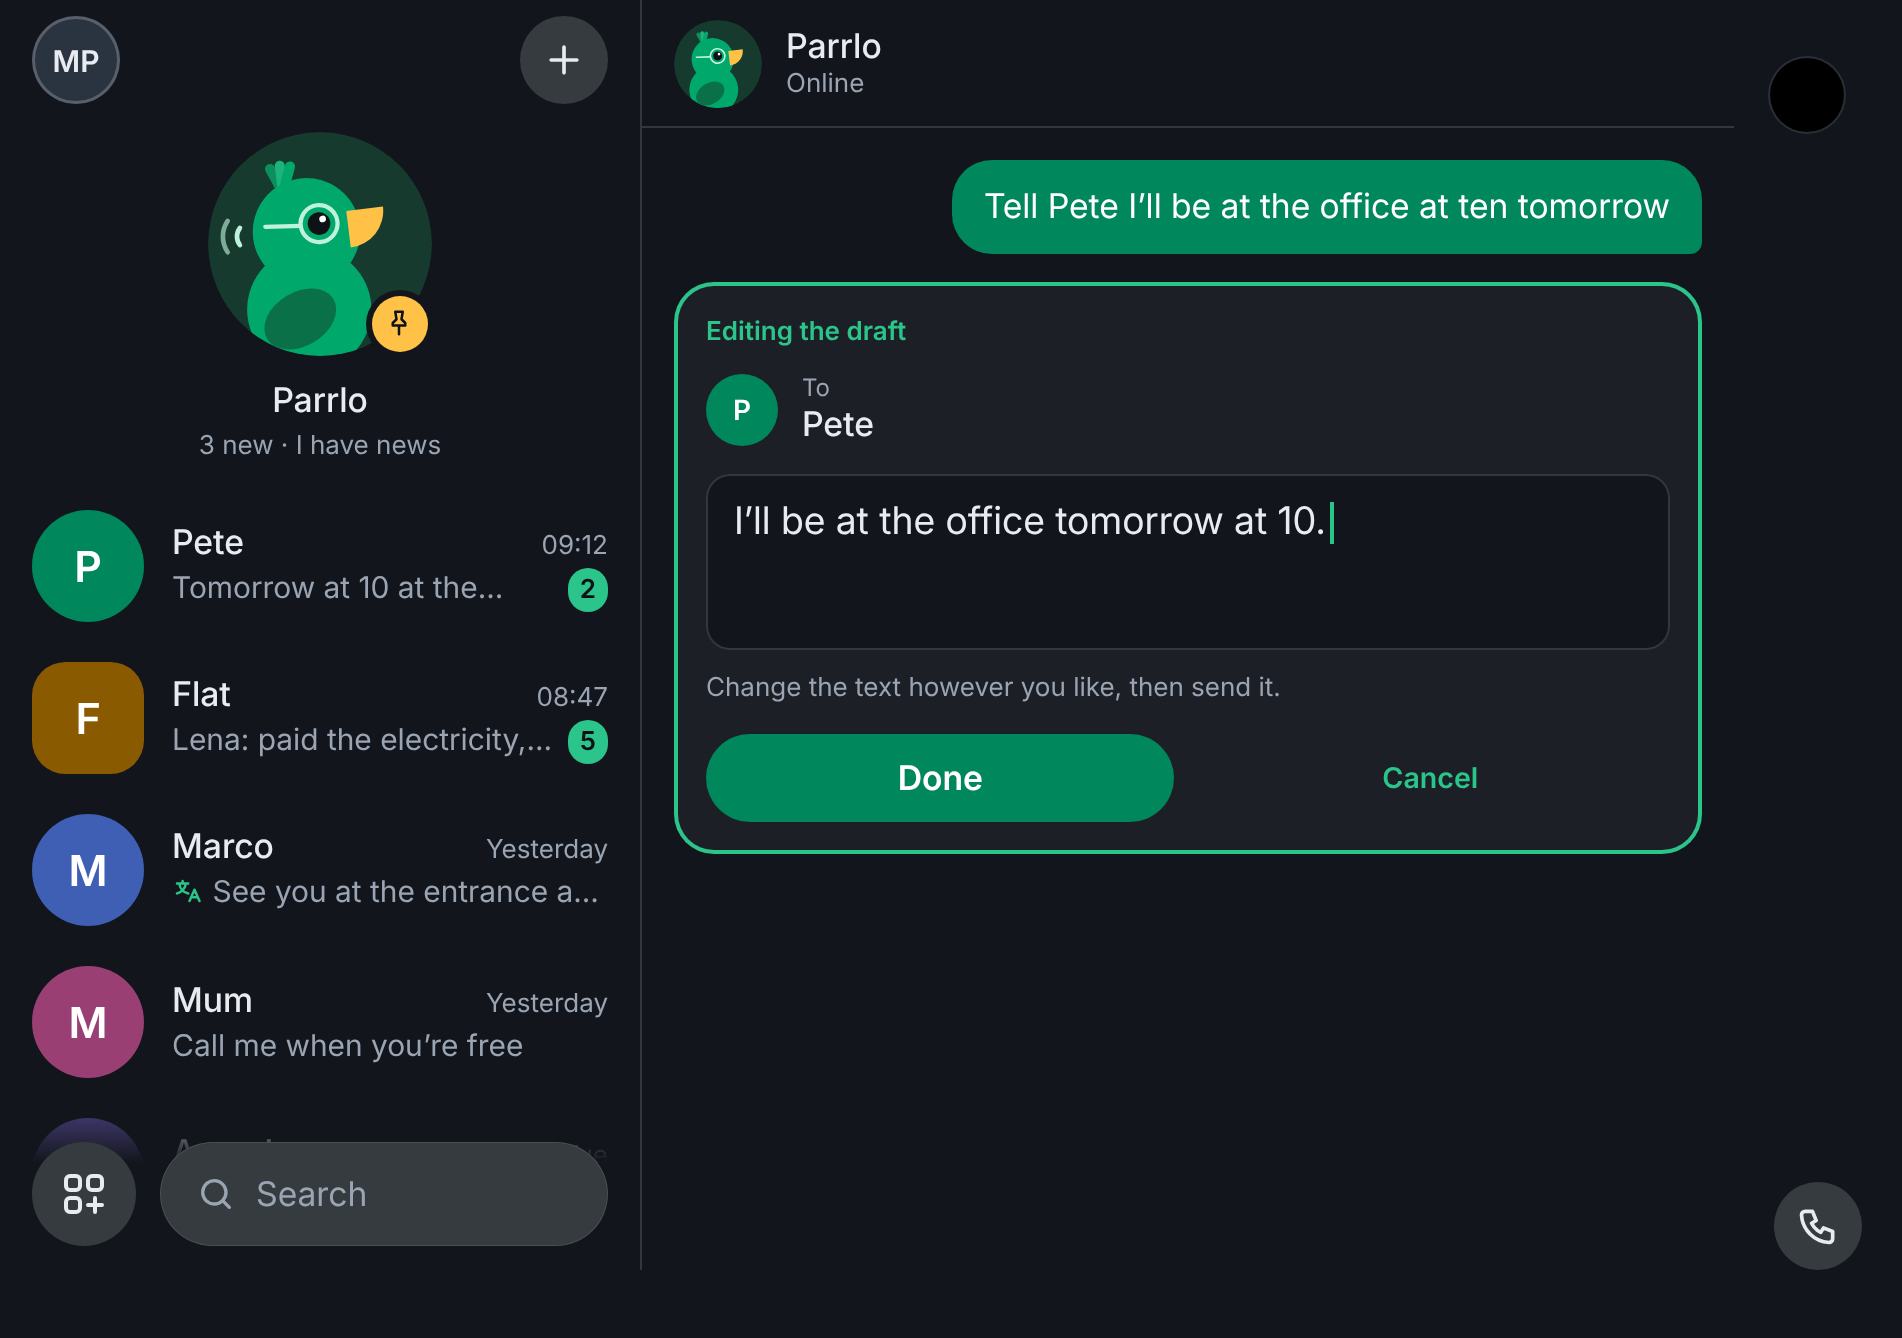 MP
Parrlo
3 new · I have news
P
Pete
09:12
Tomorrow at 10 at the...
2
F
Flat
08:47
Lena: paid the electricity,...
5
M
Marco
Yesterday
See you at the entrance a...
M
Mum
Yesterday
Call me when you’re free
Search
Parrlo
Online
Tell Pete I’ll be at the office at ten tomorrow
Editing the draft
P
To
Pete
I’ll be at the office tomorrow at 10.
Change the text however you like, then send it.
Done
Cancel